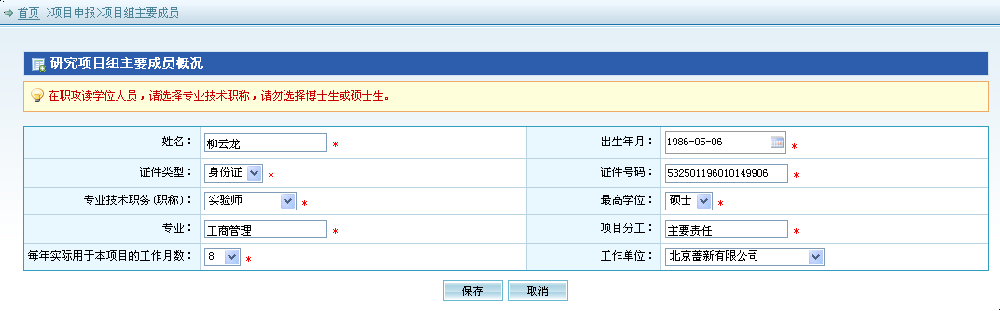 首页 >项目申报>项目组主要成员
研究项目组主要成员概况
在职攻读学位人员，请选择专业技术职称，请勿选择博士生或硕士生。
姓名： 柳云龙 * 出生年月： 1986-05-06 *
证件类型： 身份证 * 证件号码： 532501196010149906 *
专业技术职务(职称)： 实验师 * 最高学位： 硕士 *
专业： 工商管理 * 项目分工： 主要责任 *
每年实际用于本项目的工作月数： 8 * 工作单位： 北京蔷新有限公司
保存 取消